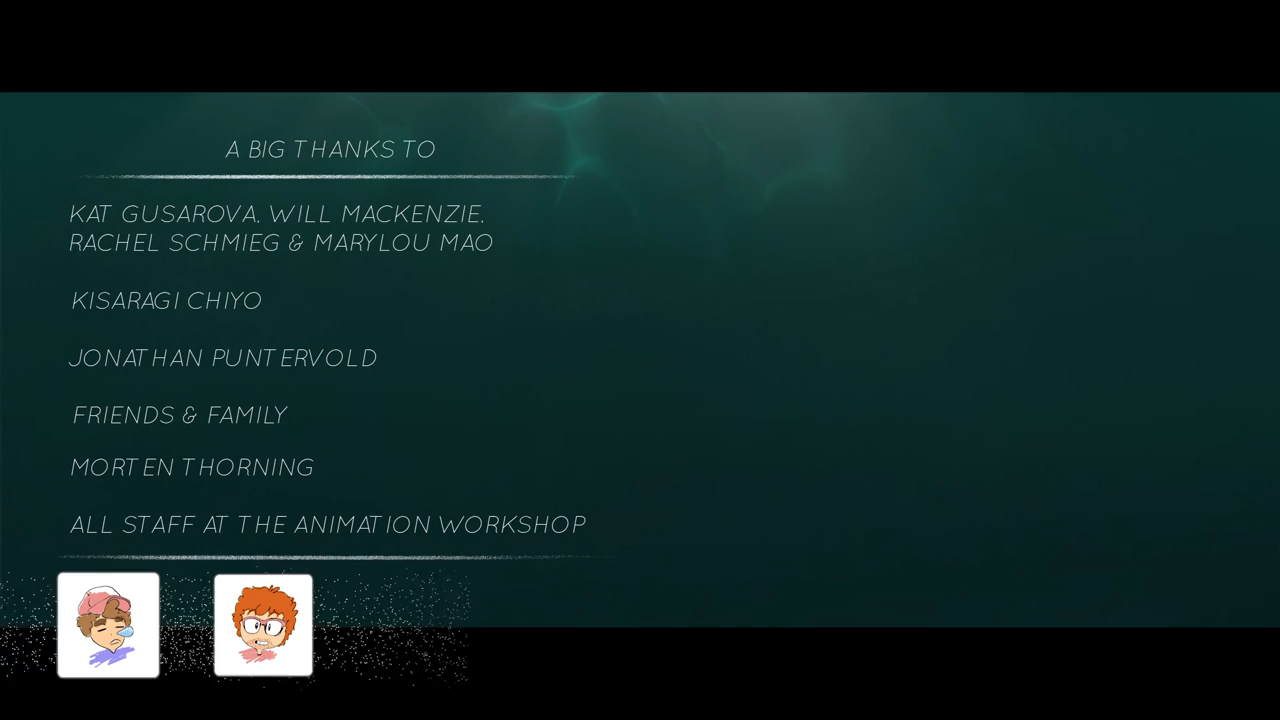 A BIG THANKS TO
KAT GUSAROVA, WILL MACKENZIE,
RACHEL SCHMIEG & MARYLOU MAO
KISARAGI CHIYO
JONATHAN PUNTERVOLD
FRIENDS & FAMILY
MORTEN THORNING
ALL STAFF AT THE ANIMATION WORKSHOP